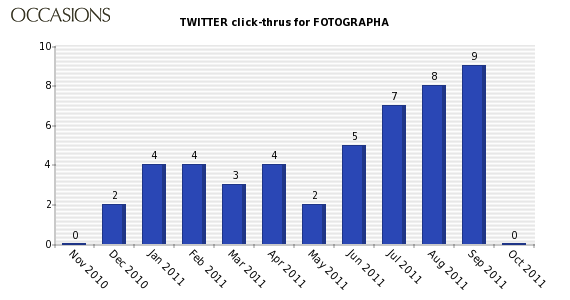 OCCASIONS
TWITTER click-thrus for FOTOGRAPHA
10
8
6
4
2
0
0
2
4
4
3
4
2
5
7
8
9
0
Nov 2010
Dec 2010
Jan 2011
Feb 2011
Mar 2011
Apr 2011
May 2011
Jun 2011
Jul 2011
Aug 2011
Sep 2011
Oct 2011